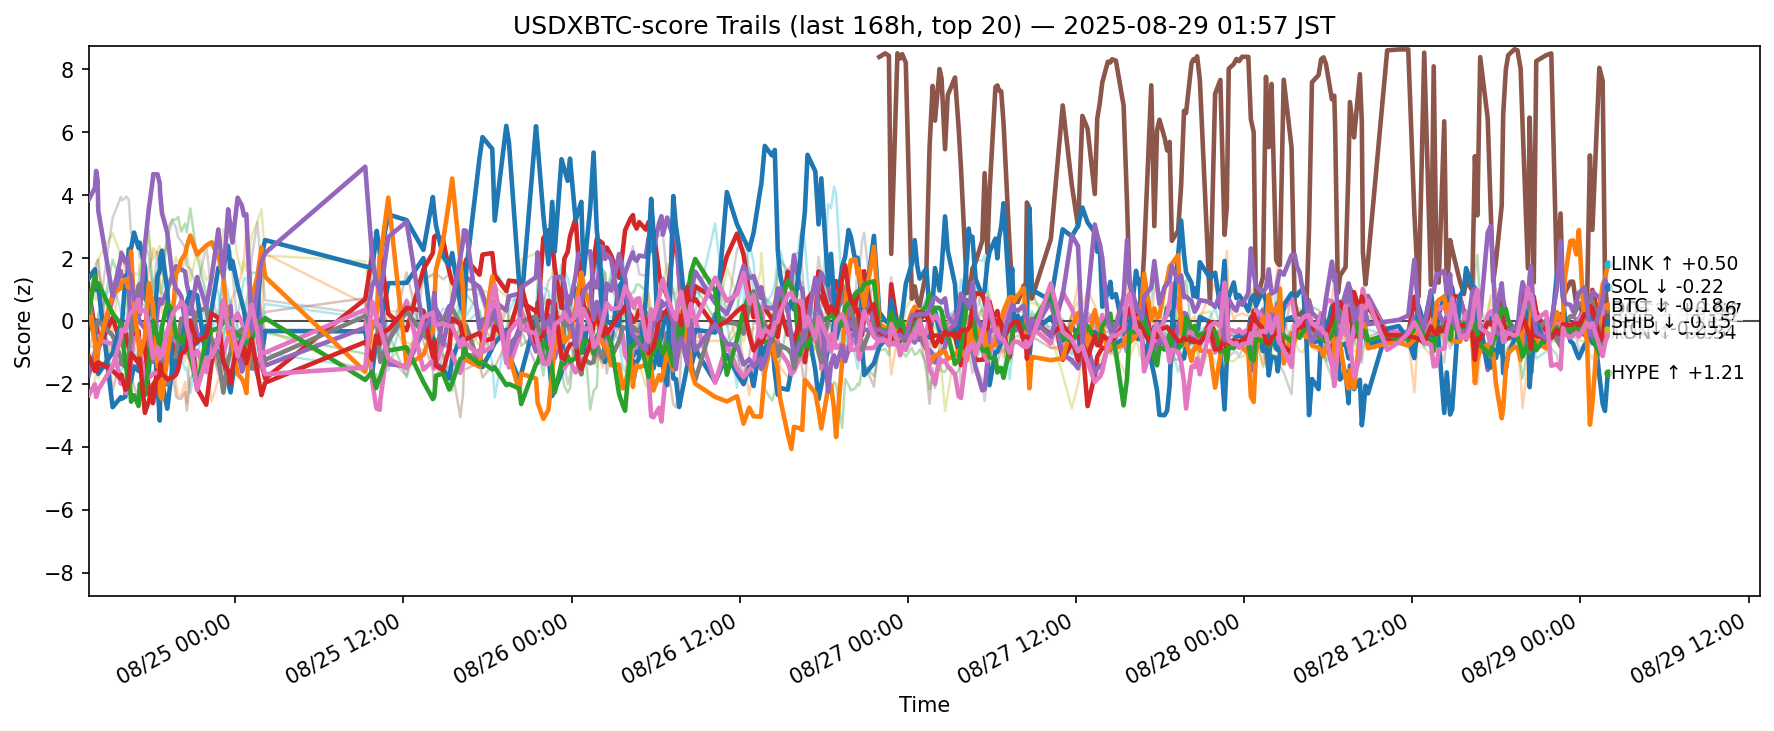 USDXBTC-score Trails (last 168h, top 20) — 2025-08-29 01:57 JST
Score (z)
8
6
4
2
0
−2
−4
−6
−8
LINK ↑ +0.50
SOL ↓ -0.22
BTC ↓ -0.18
SHIB ↓ -0.15
HYPE ↑ +1.21
08/25 00:00
08/25 12:00
08/26 00:00
08/26 12:00
08/27 00:00
08/27 12:00
08/28 00:00
08/28 12:00
08/29 00:00
08/29 12:00
Time